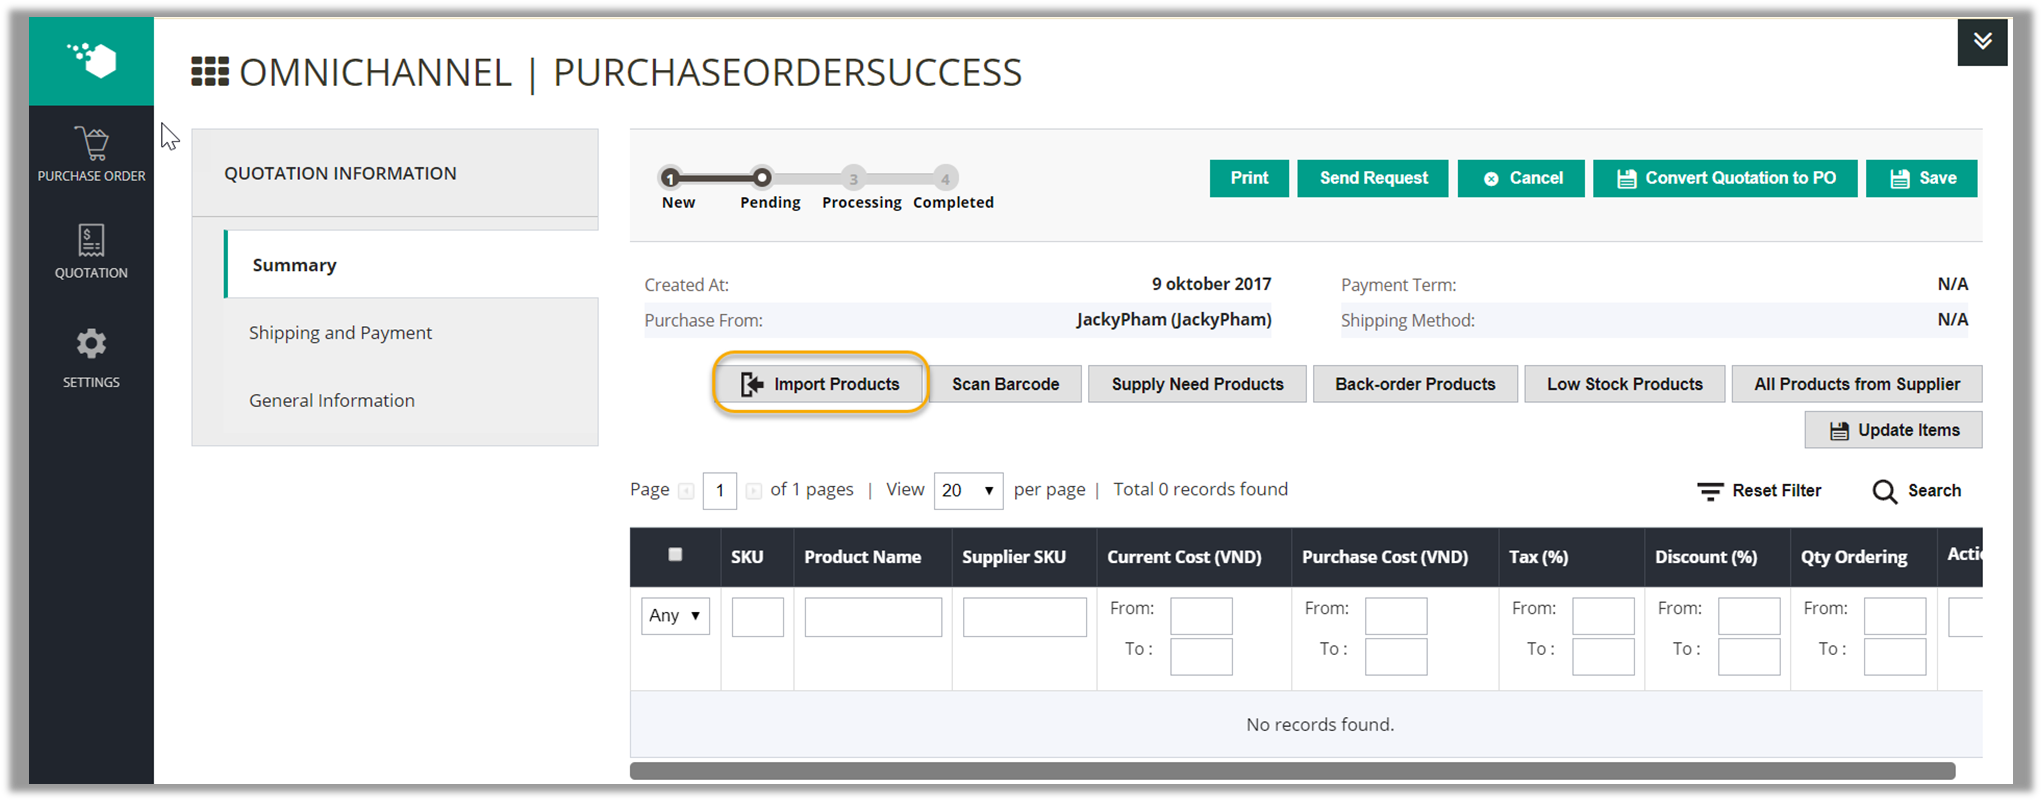 OMNICHANNEL | PURCHASEORDERSUCCESS
PURCHASE ORDER
QUOTATION
SETTINGS
QUOTATION INFORMATION
Summary
Shipping and Payment
General Information
1 3 4
New Pending Processing Completed
Print Send Request Cancel Convert Quotation to PO Save
Created At: 9 oktober 2017 Payment Term: N/A
Purchase From: JackyPham (JackyPham) Shipping Method: N/A
Import Products Scan Barcode Supply Need Products Back-order Products Low Stock Products All Products from Supplier
Update Items
Page 1 of 1 pages | View 20 per page | Total 0 records found Reset Filter Search
SKU Product Name Supplier SKU Current Cost (VND) Purchase Cost (VND) Tax (%) Discount (%) Qty Ordering
Any From: From: From: From: From:
To : To : To : To : To :
No records found.